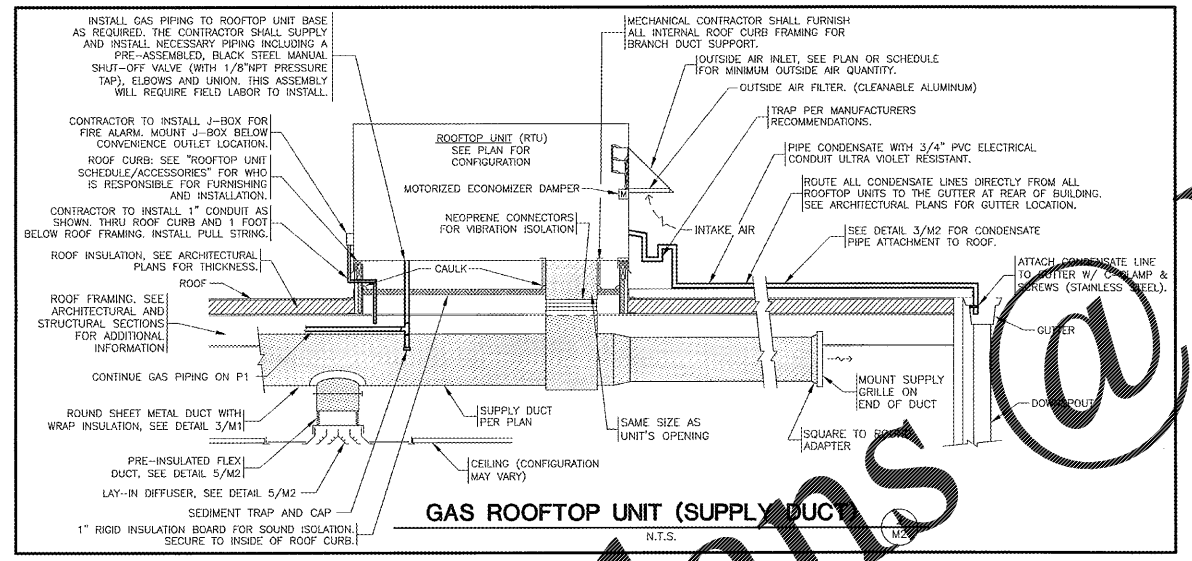 INSTALL GAS PIPING TO ROOFTOP UNIT BASE
AS REQUIRED. THE CONTRACTOR SHALL SUPPLY
AND INSTALL NECESSARY PIPING INCLUDING A
PRE-ASSEMBLED, BLACK STEEL MANUAL
SHUT-OFF VALVE (WITH 1/8"NPT PRESSURE
TAP), ELBOWS AND UNION. THIS ASSEMBLY
WILL REQUIRE FIELD LABOR TO INSTALL.
CONTRACTOR TO INSTALL J-BOX FOR
FIRE ALARM. MOUNT J-BOX BELOW
CONVENIENCE OUTLET LOCATION.
ROOF CURB: SEE "ROOFTOP UNIT
SCHEDULE/ACCESSORIES" FOR WHO
IS RESPONSIBLE FOR FURNISHING
AND INSTALLATION.
CONTRACTOR TO INSTALL 1" CONDUIT AS
SHOWN. THRU ROOF CURB AND 1 FOOT
BELOW ROOF FRAMING. INSTALL PULL STRING.
ROOF INSULATION, SEE ARCHITECTURAL
PLANS FOR THICKNESS.
ROOF
ROOF FRAMING. SEE
ARCHITECTURAL AND
STRUCTURAL SECTIONS
FOR ADDITIONAL
INFORMATION
CONTINUE GAS PIPING ON P1
ROUND SHEET METAL DUCT WITH
WRAP INSULATION, SEE DETAIL 3/M1
PRE-INSULATED FLEX
DUCT, SEE DETAIL 5/M2
LAY-IN DIFFUSER, SEE DETAIL 5/M2
SEDIMENT TRAP AND CAP
1" RIGID INSULATION BOARD FOR SOUND ISOLATION.
SECURE TO INSIDE OF ROOF CURB.
ROOFTOP UNIT (RTU)
SEE PLAN FOR
CONFIGURATION
MOTORIZED ECONOMIZER DAMPER
M
NEOPRENE CONNECTORS
FOR VIBRATION ISOLATION
CAULK
SUPPLY DUCT
PER PLAN
CEILING (CONFIGURATION
MAY VARY)
SAME SIZE AS
UNIT'S OPENING
MECHANICAL CONTRACTOR SHALL FURNISH
ALL INTERNAL ROOF CURB FRAMING FOR
BRANCH DUCT SUPPORT.
OUTSIDE AIR INLET, SEE PLAN OR SCHEDULE
FOR MINIMUM OUTSIDE AIR QUANTITY.
OUTSIDE AIR FILTER. (CLEANABLE ALUMINUM)
TRAP PER MANUFACTURERS
RECOMMENDATIONS.
PIPE CONDENSATE WITH 3/4" PVC ELECTRICAL
CONDUIT ULTRA VIOLET RESISTANT.
ROUTE ALL CONDENSATE LINES DIRECTLY FROM ALL
ROOFTOP UNITS TO THE GUTTER AT REAR OF BUILDING.
SEE ARCHITECTURAL PLANS FOR GUTTER LOCATION.
INTAKE AIR
SEE DETAIL 3/M2 FOR CONDENSATE
PIPE ATTACHMENT TO ROOF.
ATTACH CONDENSATE LINE
TO GUTTER W/ C-CLAMP &
SCREWS (STAINLESS STEEL).
GUTTER
DOWNSPOUT
MOUNT SUPPLY
GRILLE ON
END OF DUCT
SQUARE TO ROUND
ADAPTER
GAS ROOFTOP UNIT (SUPPLY DUCT)
N.T.S.
M2
ns @